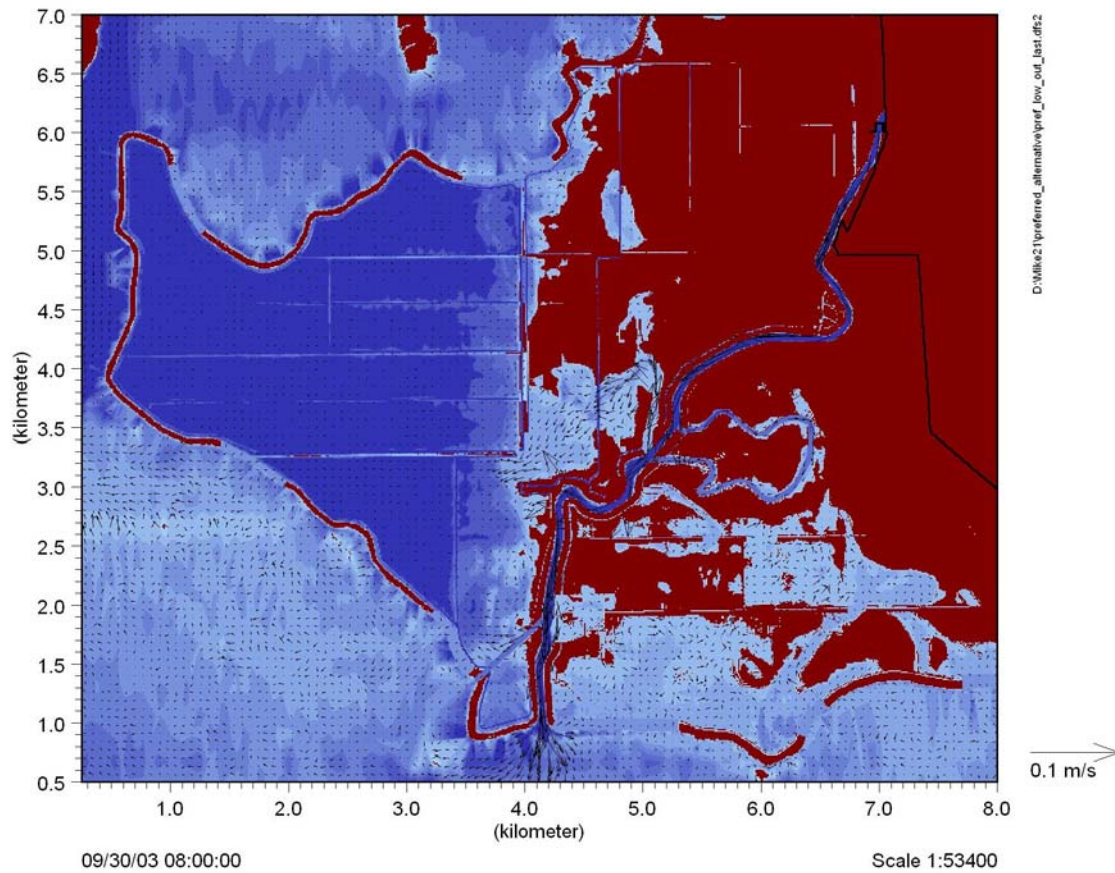 7.0
6.5
6.0
5.5
5.0
4.5
4.0
3.5
3.0
2.5
2.0
1.5
1.0
0.5
(kilometer)
1.0 2.0 3.0 4.0 5.0 6.0 7.0 8.0
(kilometer)
D:\Mike21\preferred_alternative\pref_low_out_last.dfs2
0.1 m/s
09/30/03 08:00:00
Scale 1:53400